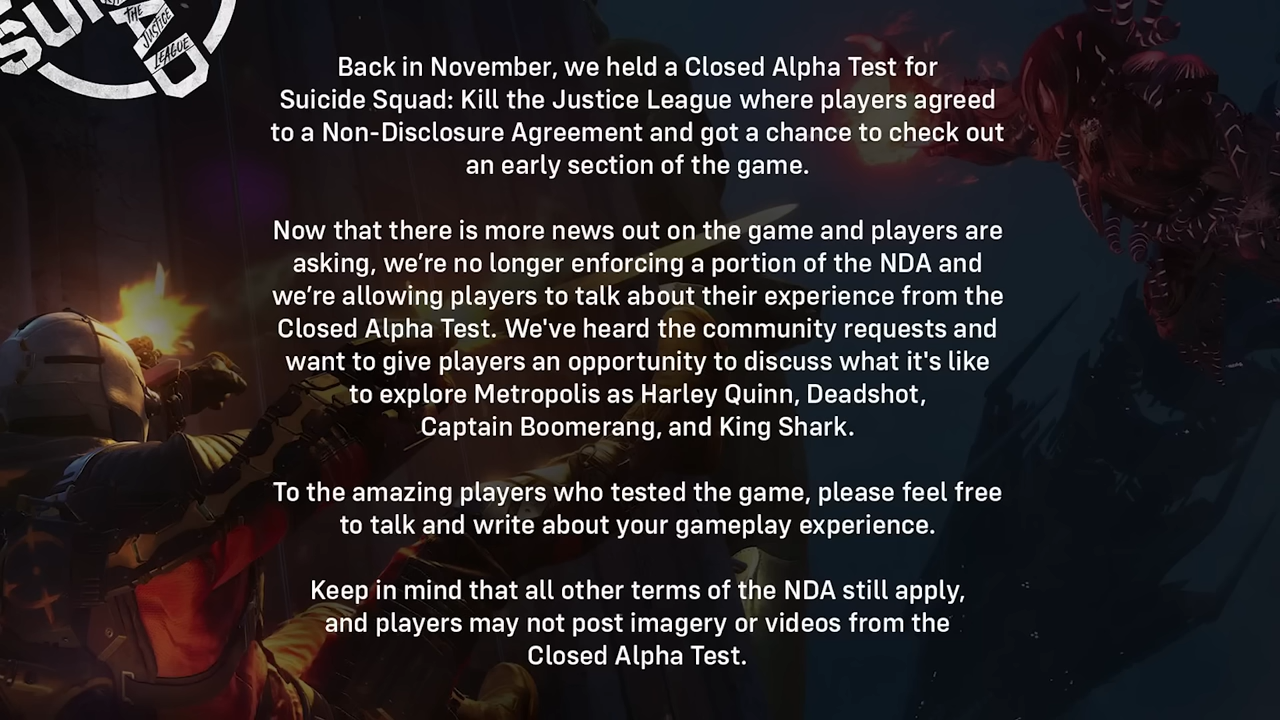 SUI
THE
JUSTICE
LEAGUE
Back in November, we held a Closed Alpha Test for
Suicide Squad: Kill the Justice League where players agreed
to a Non-Disclosure Agreement and got a chance to check out
an early section of the game.
Now that there is more news out on the game and players are
asking, we’re no longer enforcing a portion of the NDA and
we’re allowing players to talk about their experience from the
Closed Alpha Test. We've heard the community requests and
want to give players an opportunity to discuss what it's like
to explore Metropolis as Harley Quinn, Deadshot,
Captain Boomerang, and King Shark.
To the amazing players who tested the game, please feel free
to talk and write about your gameplay experience.
Keep in mind that all other terms of the NDA still apply,
and players may not post imagery or videos from the
Closed Alpha Test.